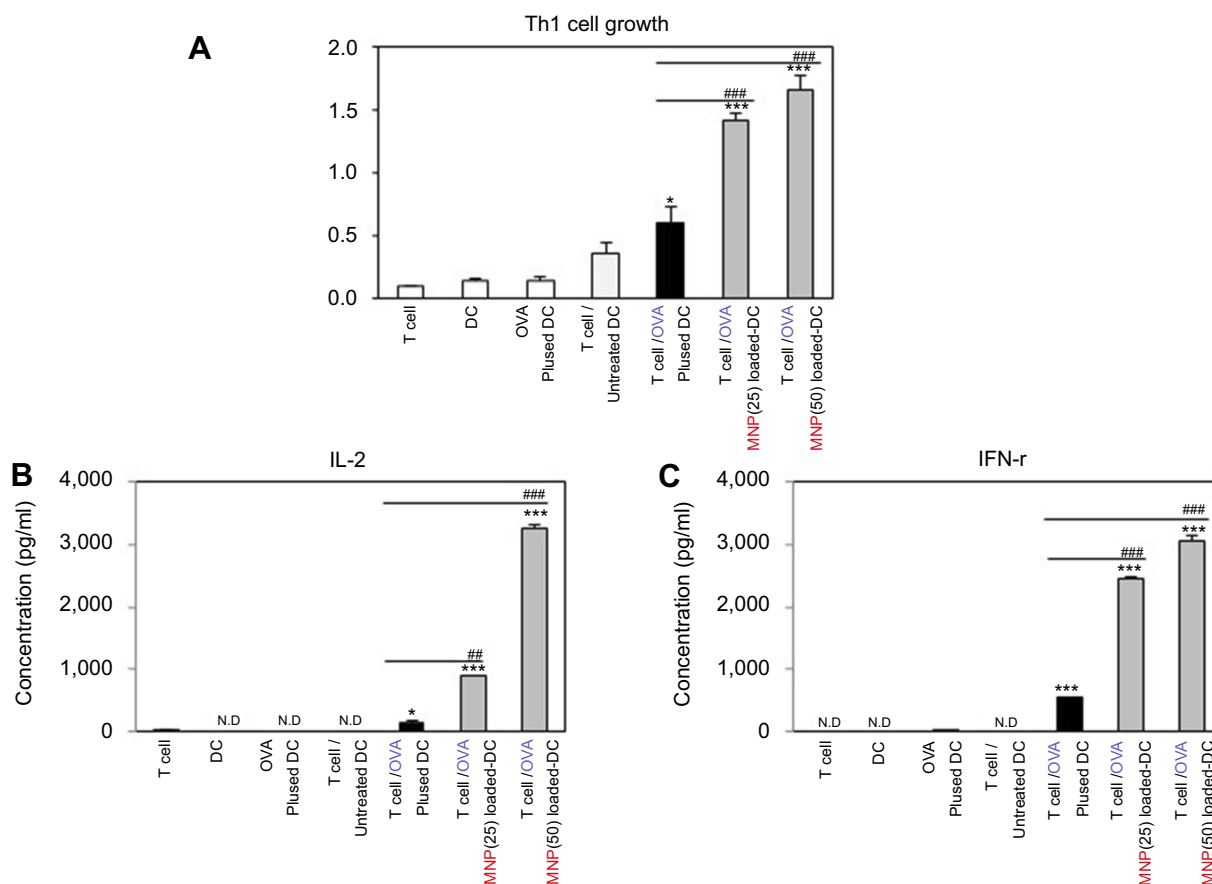 A
Th1 cell growth
2.0
1.5
1.0
0.5
0.0
###
***
###
***
*
T cell
DC
OVA
Plused DC
T cell /
Untreated DC
T cell /OVA
Plused DC
T cell /OVA
MNP(25) loaded-DC
T cell /OVA
MNP(50) loaded-DC
B
IL-2
Concentration (pg/ml)
4,000
3,000
2,000
1,000
0
###
***
##
***
*
N.D
N.D
N.D
T cell
DC
OVA
Plused DC
T cell /
Untreated DC
T cell /OVA
Plused DC
T cell /OVA
MNP(25) loaded-DC
T cell /OVA
MNP(50) loaded-DC
C
IFN-r
Concentration (pg/ml)
4,000
3,000
2,000
1,000
0
###
***
###
***
***
N.D
N.D
N.D
T cell
DC
OVA
Plused DC
T cell /
Untreated DC
T cell /OVA
Plused DC
T cell /OVA
MNP(25) loaded-DC
T cell /OVA
MNP(50) loaded-DC